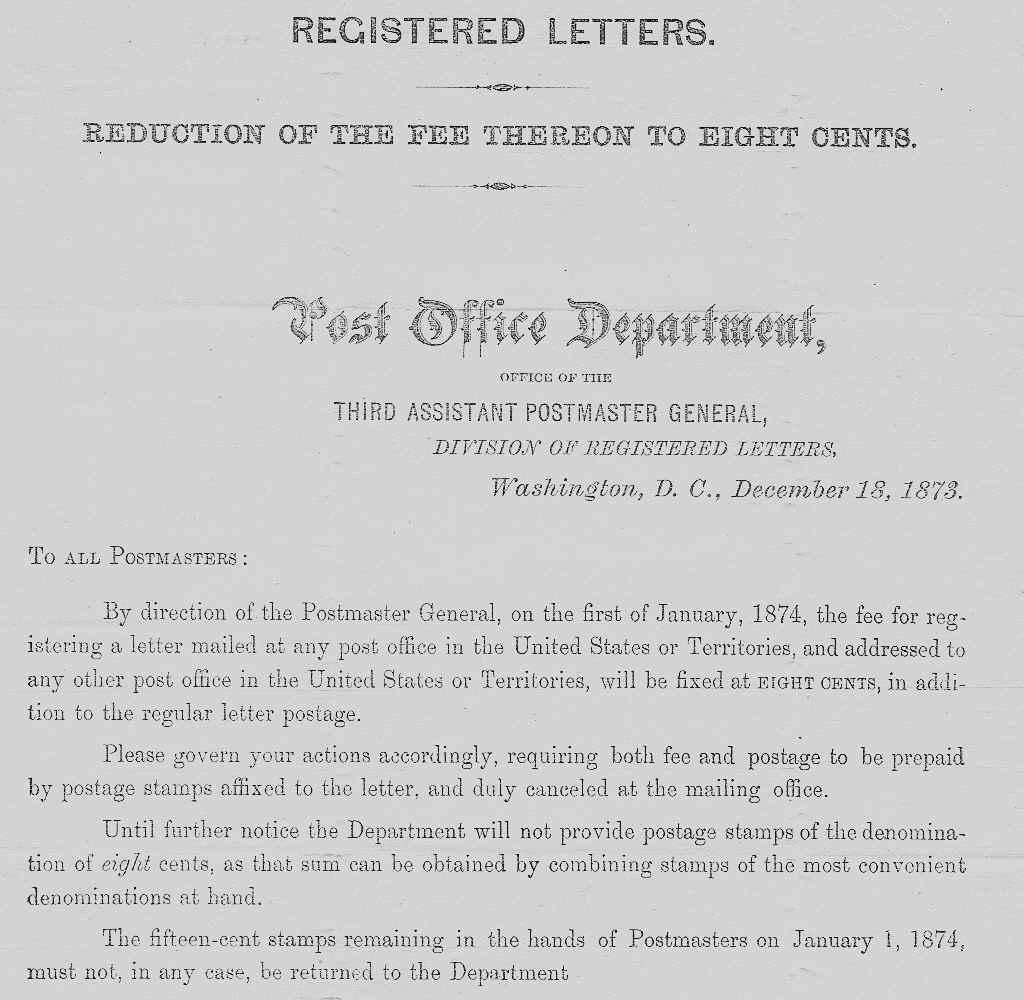 REGISTERED LETTERS.
REDUCTION OF THE FEE THEREON TO EIGHT CENTS.
Post Office Department,
OFFICE OF THE
THIRD ASSISTANT POSTMASTER GENERAL,
DIVISION OF REGISTERED LETTERS,
Washington, D. C., December 18, 1873.
TO ALL POSTMASTERS:
By direction of the Postmaster General, on the first of January, 1874, the fee for reg-
istering a letter mailed at any post office in the United States or Territories, and addressed to
any other post office in the United States or Territories, will be fixed at EIGHT CENTS, in addi-
tion to the regular letter postage.
Please govern your actions accordingly, requiring both fee and postage to be prepaid
by postage stamps affixed to the letter, and duly canceled at the mailing office.
Until further notice the Department will not provide postage stamps of the denomina-
tion of eight cents, as that sum can be obtained by combining stamps of the most convenient
denominations at hand.
The fifteen-cent stamps remaining in the hands of Postmasters on January 1, 1874,
must not, in any case, be returned to the Department